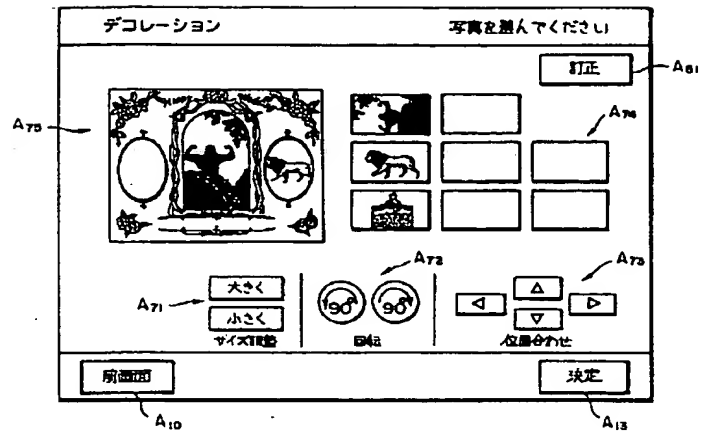 デコレーション 写真を選んでください
訂正 A61
A75 A74
A71 大きく A72 A73
小さく 90 90
サイズ調整 回転 位置合わせ
前画面 決定
A10 A13